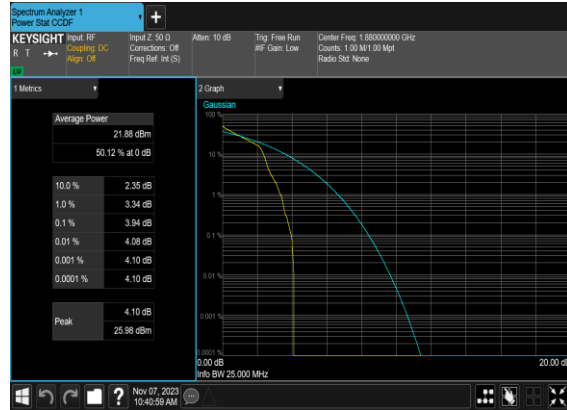 Spectrum Analyzer 1
Power Stat CCDF
KEYSIGHT
R T
LV
Input: RF
Coupling: DC
Align: Off
Input Z: 50 Ω
Corrections: Off
Freq Ref: Int (S)
Atten: 10 dB
Trig: Free Run
#IF Gain: Low
Center Freq: 1.880000000 GHz
Counts: 1.00 M/1.00 Mpt
Radio Std: None
1 Metrics
Average Power
21.88 dBm
50.12 % at 0 dB
10.0 % 2.35 dB
1.0 % 3.34 dB
0.1 % 3.94 dB
0.01 % 4.08 dB
0.001 % 4.10 dB
0.0001 % 4.10 dB
Peak
4.10 dB
25.98 dBm
2 Graph
Gaussian
100 %
10 %
1 %
0.1 %
0.01 %
0.001 %
0.0001 %
0.00 dB
20.00 dB
Info BW 25.000 MHz
?
Nov 07, 2023
10:40:59 AM